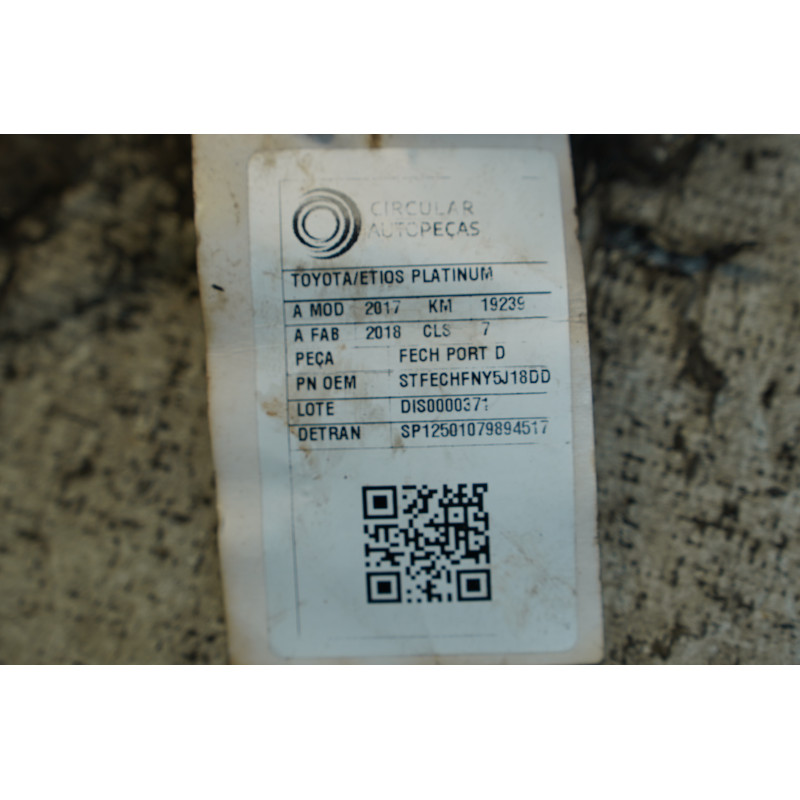 CIRCULAR
AUTOPEÇAS
TOYOTA/ETIOS PLATINUM
A MOD 2017 KM 19239
A FAB 2018 CLS 7
PEÇA FECH PORT D
PN OEM STFECHFNY5J18DD
LOTE DIS0000371
DETRAN SP12501079894517